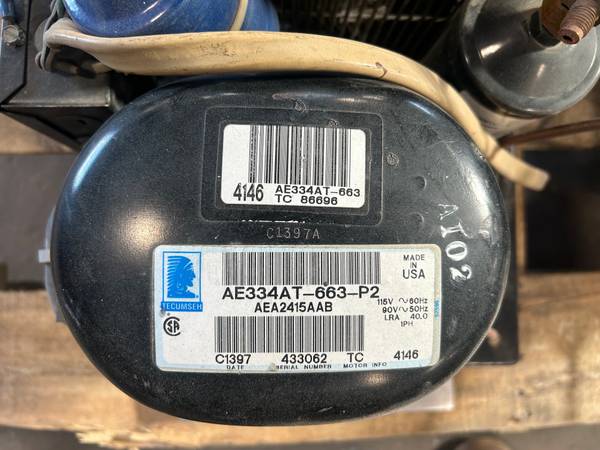 4146 AE334AT-663
TC 86696
C1397A
A102
TECUMSEH
MADE
IN
USA
AE334AT-663-P2
AEA2415AAB
115V ∿60Hz
90V∿50Hz
LRA 40.0
1PH
C1397 433062 TC 4146
DATE SERIAL NUMBER MOTOR INFO